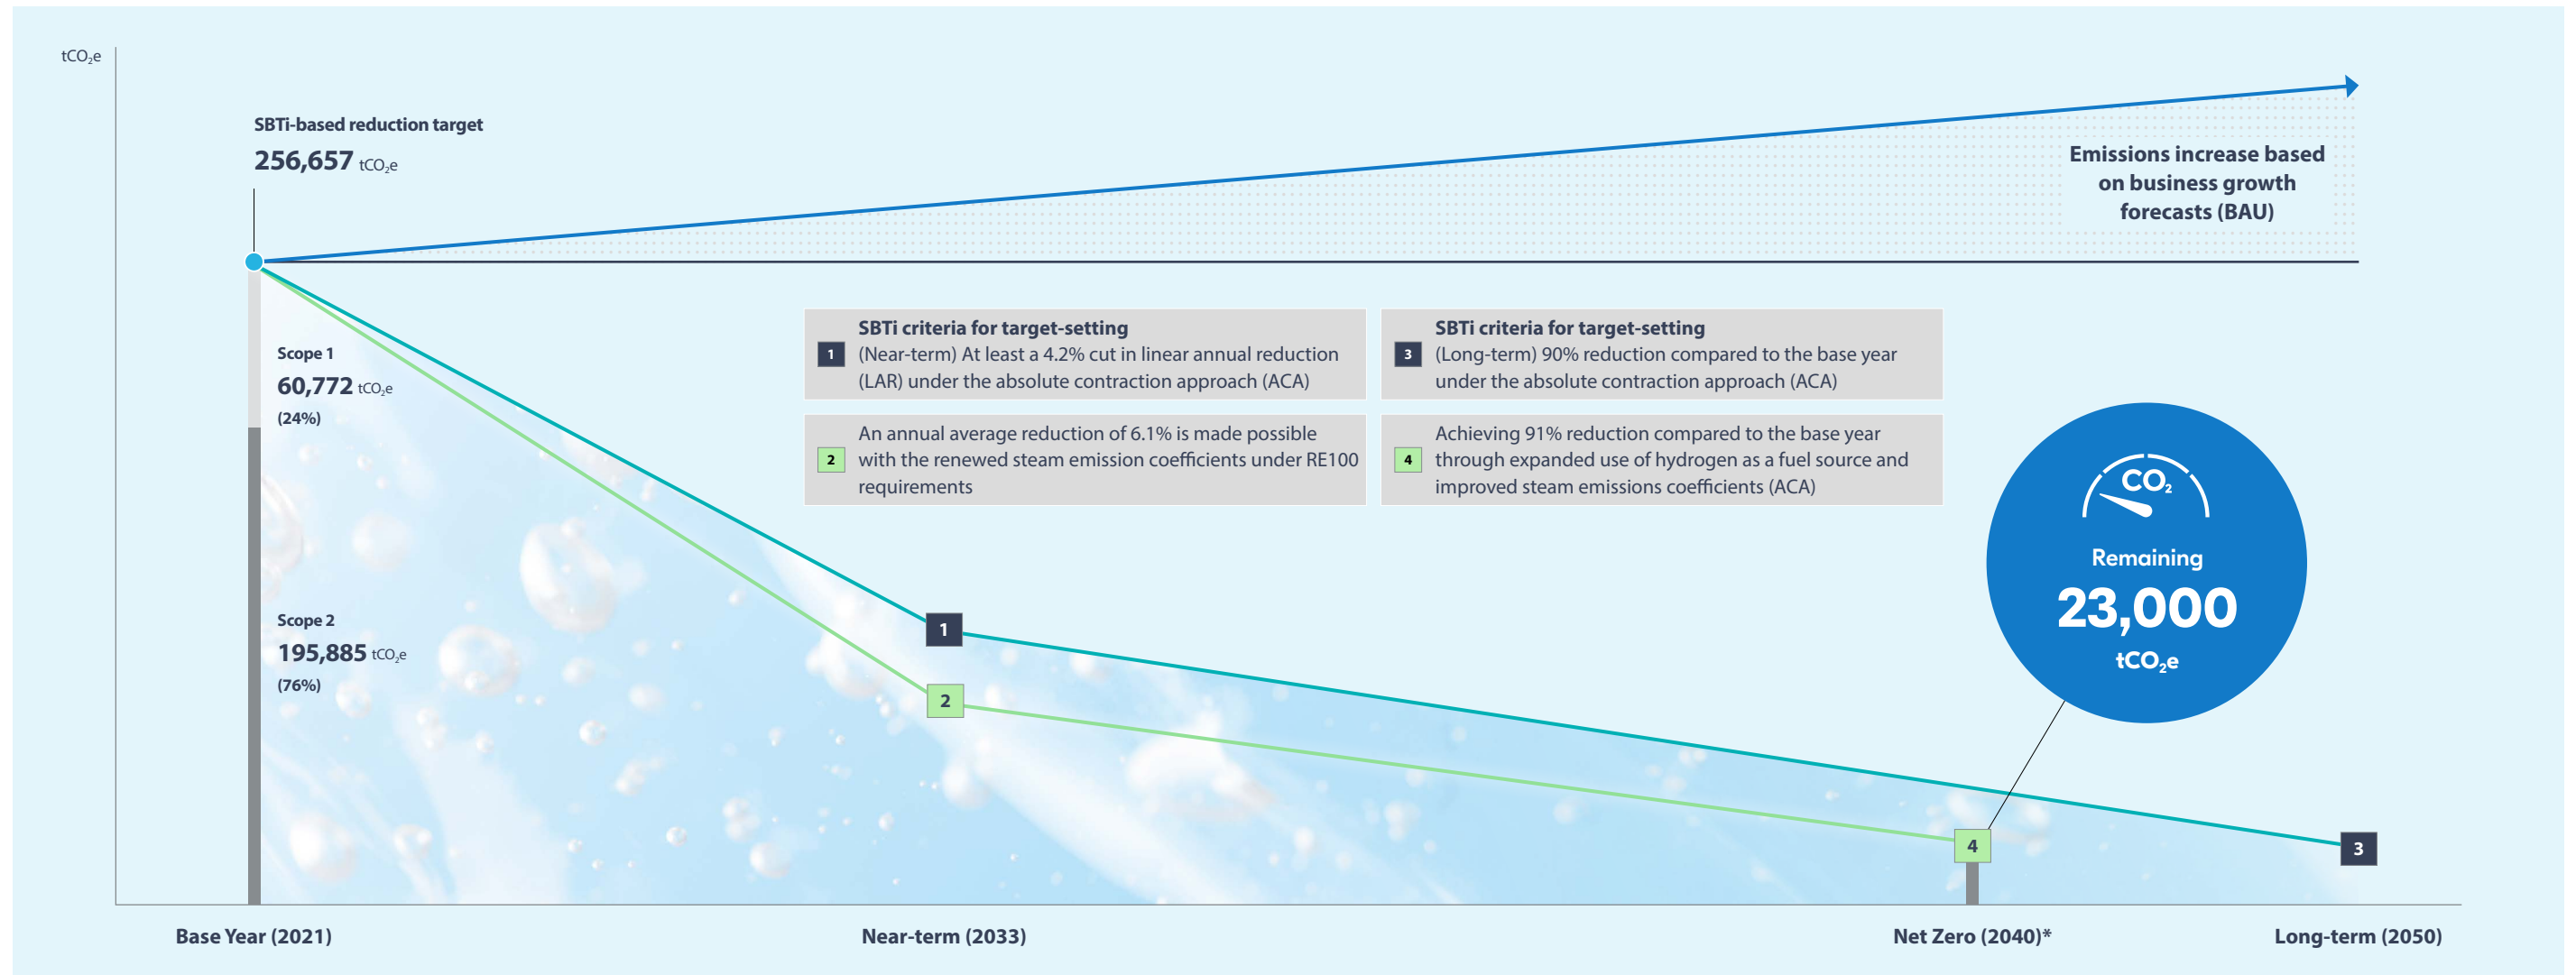 tCO₂e
SBTi-based reduction target
256,657 tCO₂e
Emissions increase based
on business growth
forecasts (BAU)
Scope 1
60,772 tCO₂e
(24%)
Scope 2
195,885 tCO₂e
(76%)
SBTi criteria for target-setting
1 (Near-term) At least a 4.2% cut in linear annual reduction
(LAR) under the absolute contraction approach (ACA)
An annual average reduction of 6.1% is made possible
2 with the renewed steam emission coefficients under RE100
requirements
SBTi criteria for target-setting
3 (Long-term) 90% reduction compared to the base year
under the absolute contraction approach (ACA)
Achieving 91% reduction compared to the base year
4 through expanded use of hydrogen as a fuel source and
improved steam emissions coefficients (ACA)
CO₂
Remaining
23,000
tCO₂e
1
2
4
3
Base Year (2021)
Near-term (2033)
Net Zero (2040)*
Long-term (2050)